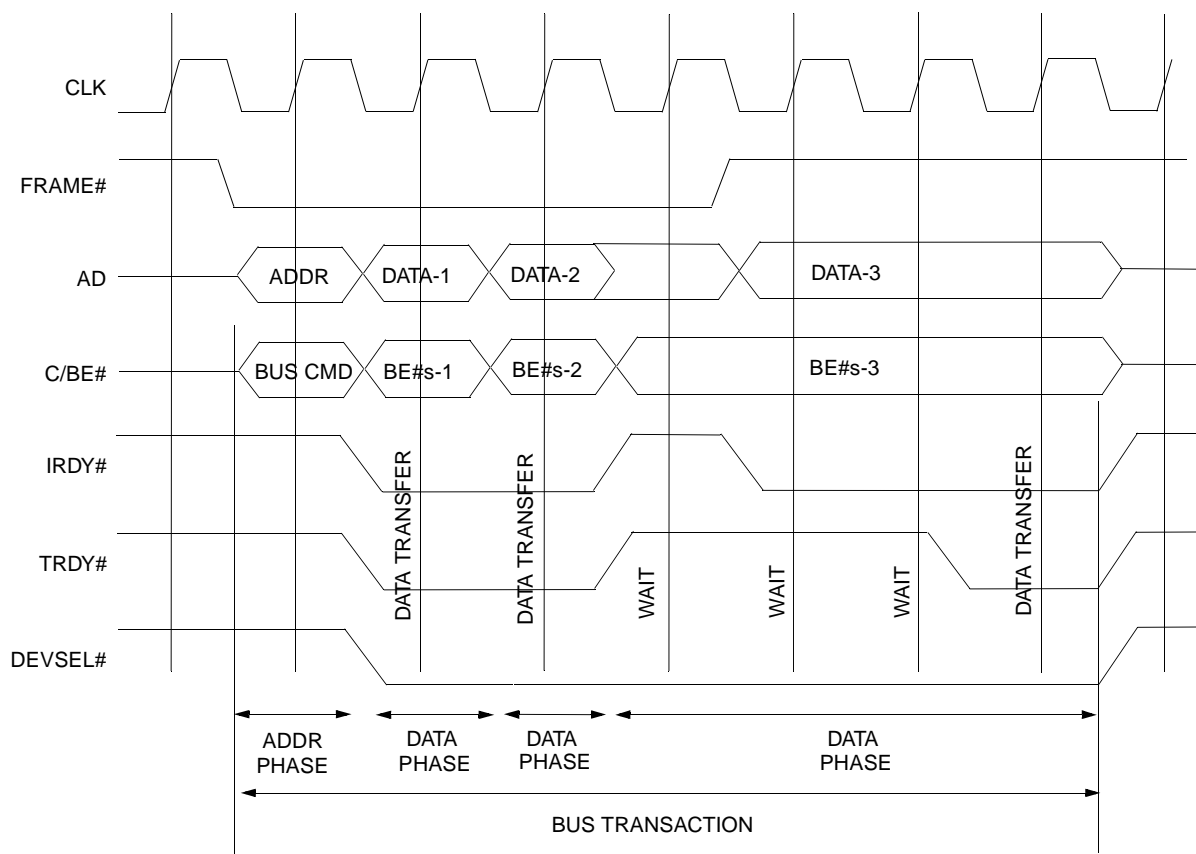 CLK
FRAME#
AD
ADDR
DATA-1
DATA-2
DATA-3
C/BE#
BUS CMD
BE#s-1
BE#s-2
BE#s-3
IRDY#
TRDY#
DEVSEL#
DATA TRANSFER
DATA TRANSFER
WAIT
WAIT
WAIT
DATA TRANSFER
ADDR
PHASE
DATA
PHASE
DATA
PHASE
DATA
PHASE
BUS TRANSACTION